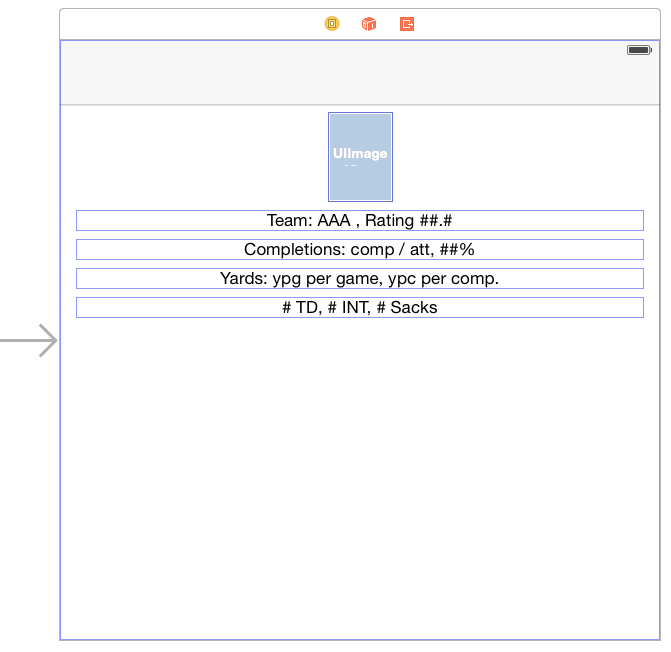 UIImage
Team: AAA , Rating ##.#
Completions: comp / att, ##%
Yards: ypg per game, ypc per comp.
# TD, # INT, # Sacks